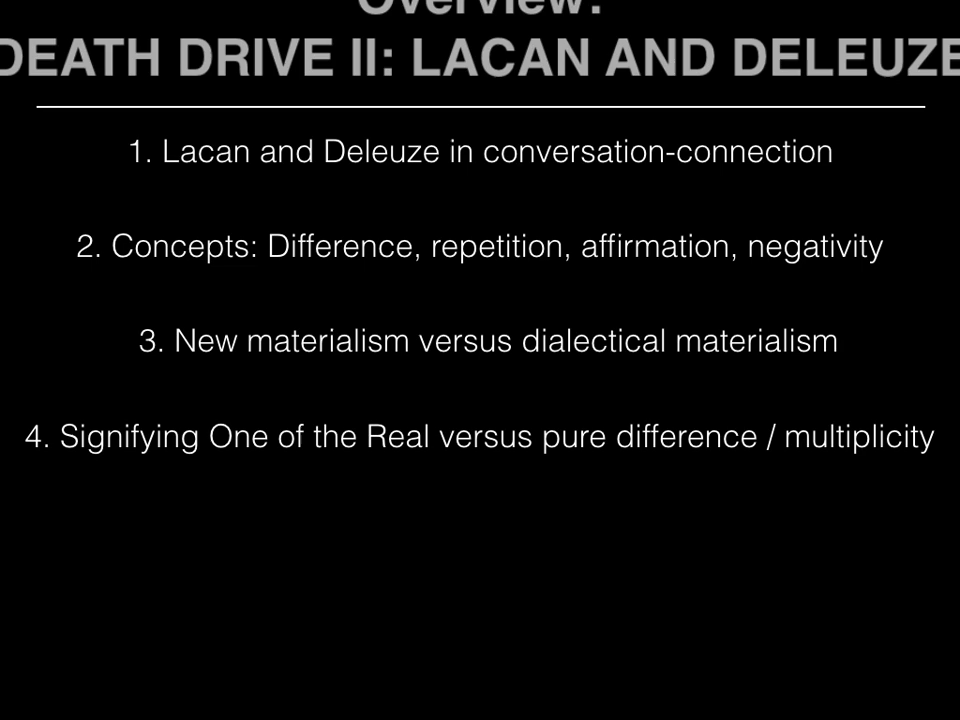 Overview:
DEATH DRIVE II: LACAN AND DELEUZE
1. Lacan and Deleuze in conversation-connection
2. Concepts: Difference, repetition, affirmation, negativity
3. New materialism versus dialectical materialism
4. Signifying One of the Real versus pure difference / multiplicity